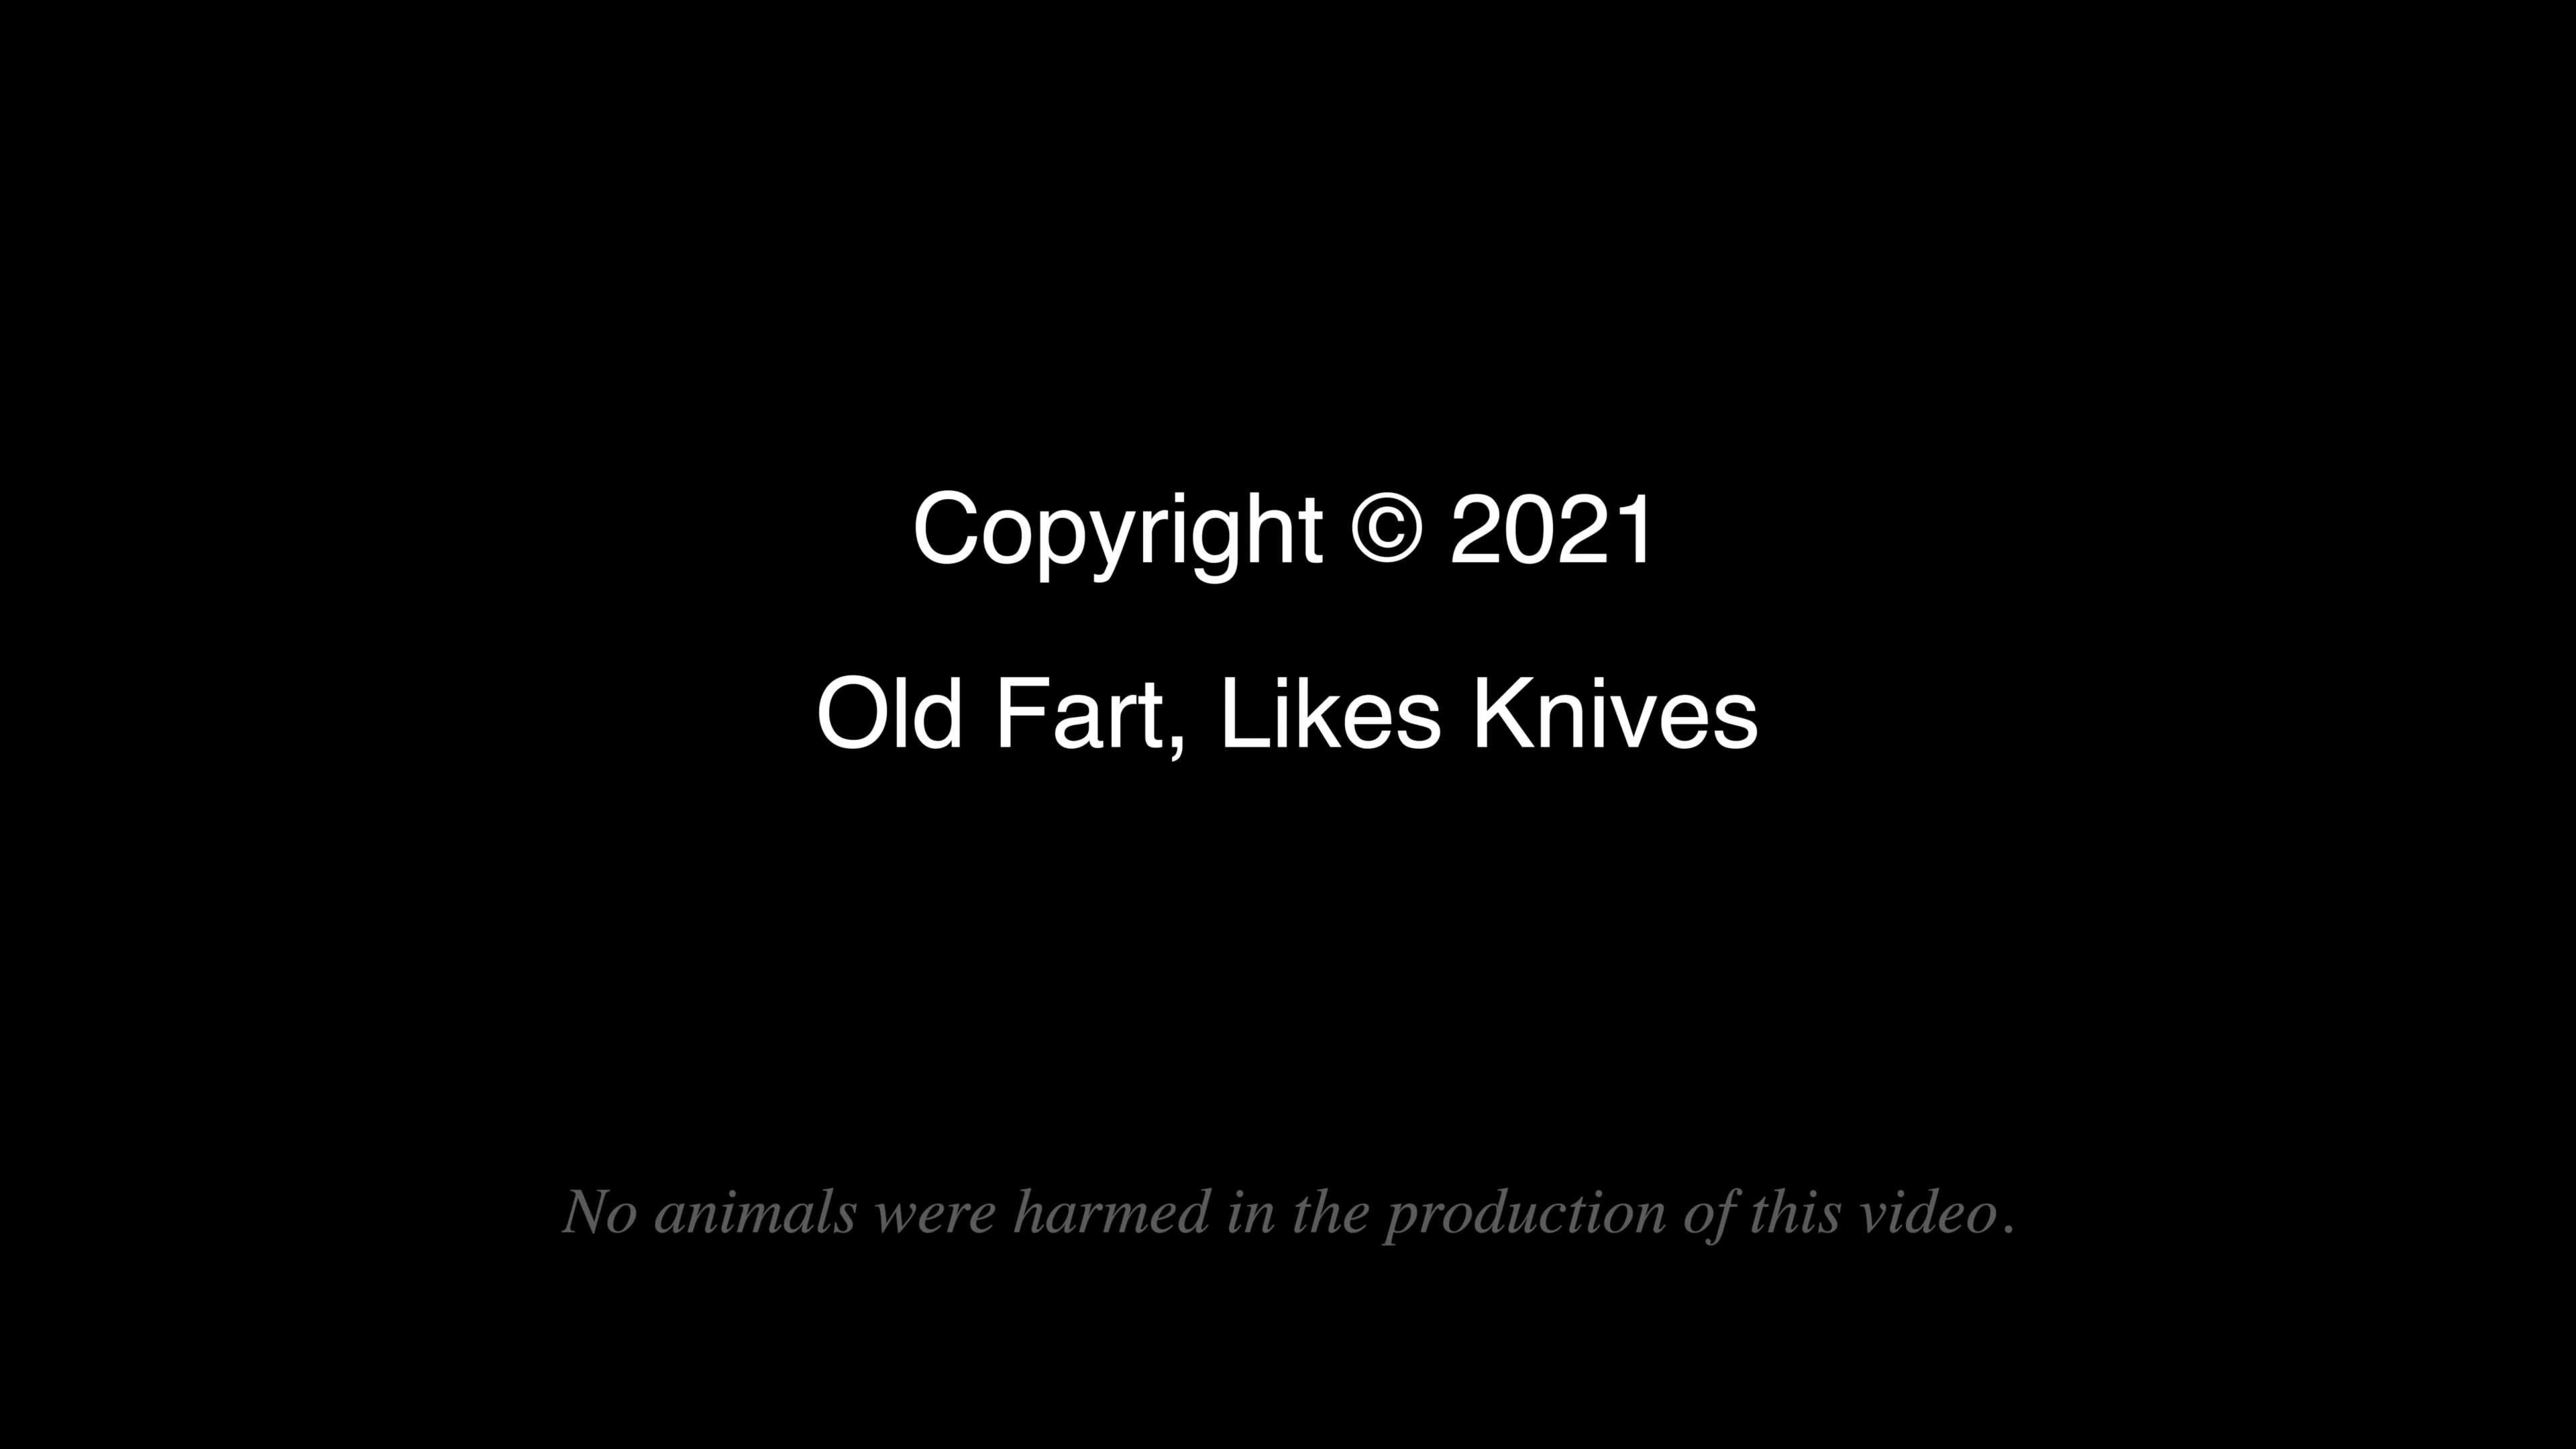 Copyright © 2021
Old Fart, Likes Knives
No animals were harmed in the production of this video.